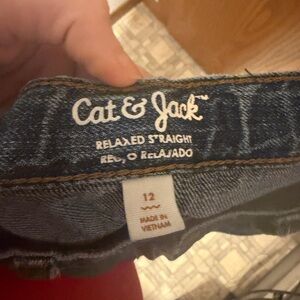 Cat & Jack™
RELAXED STRAIGHT
RECTO RELAJADO
12
MADE IN
VIETNAM